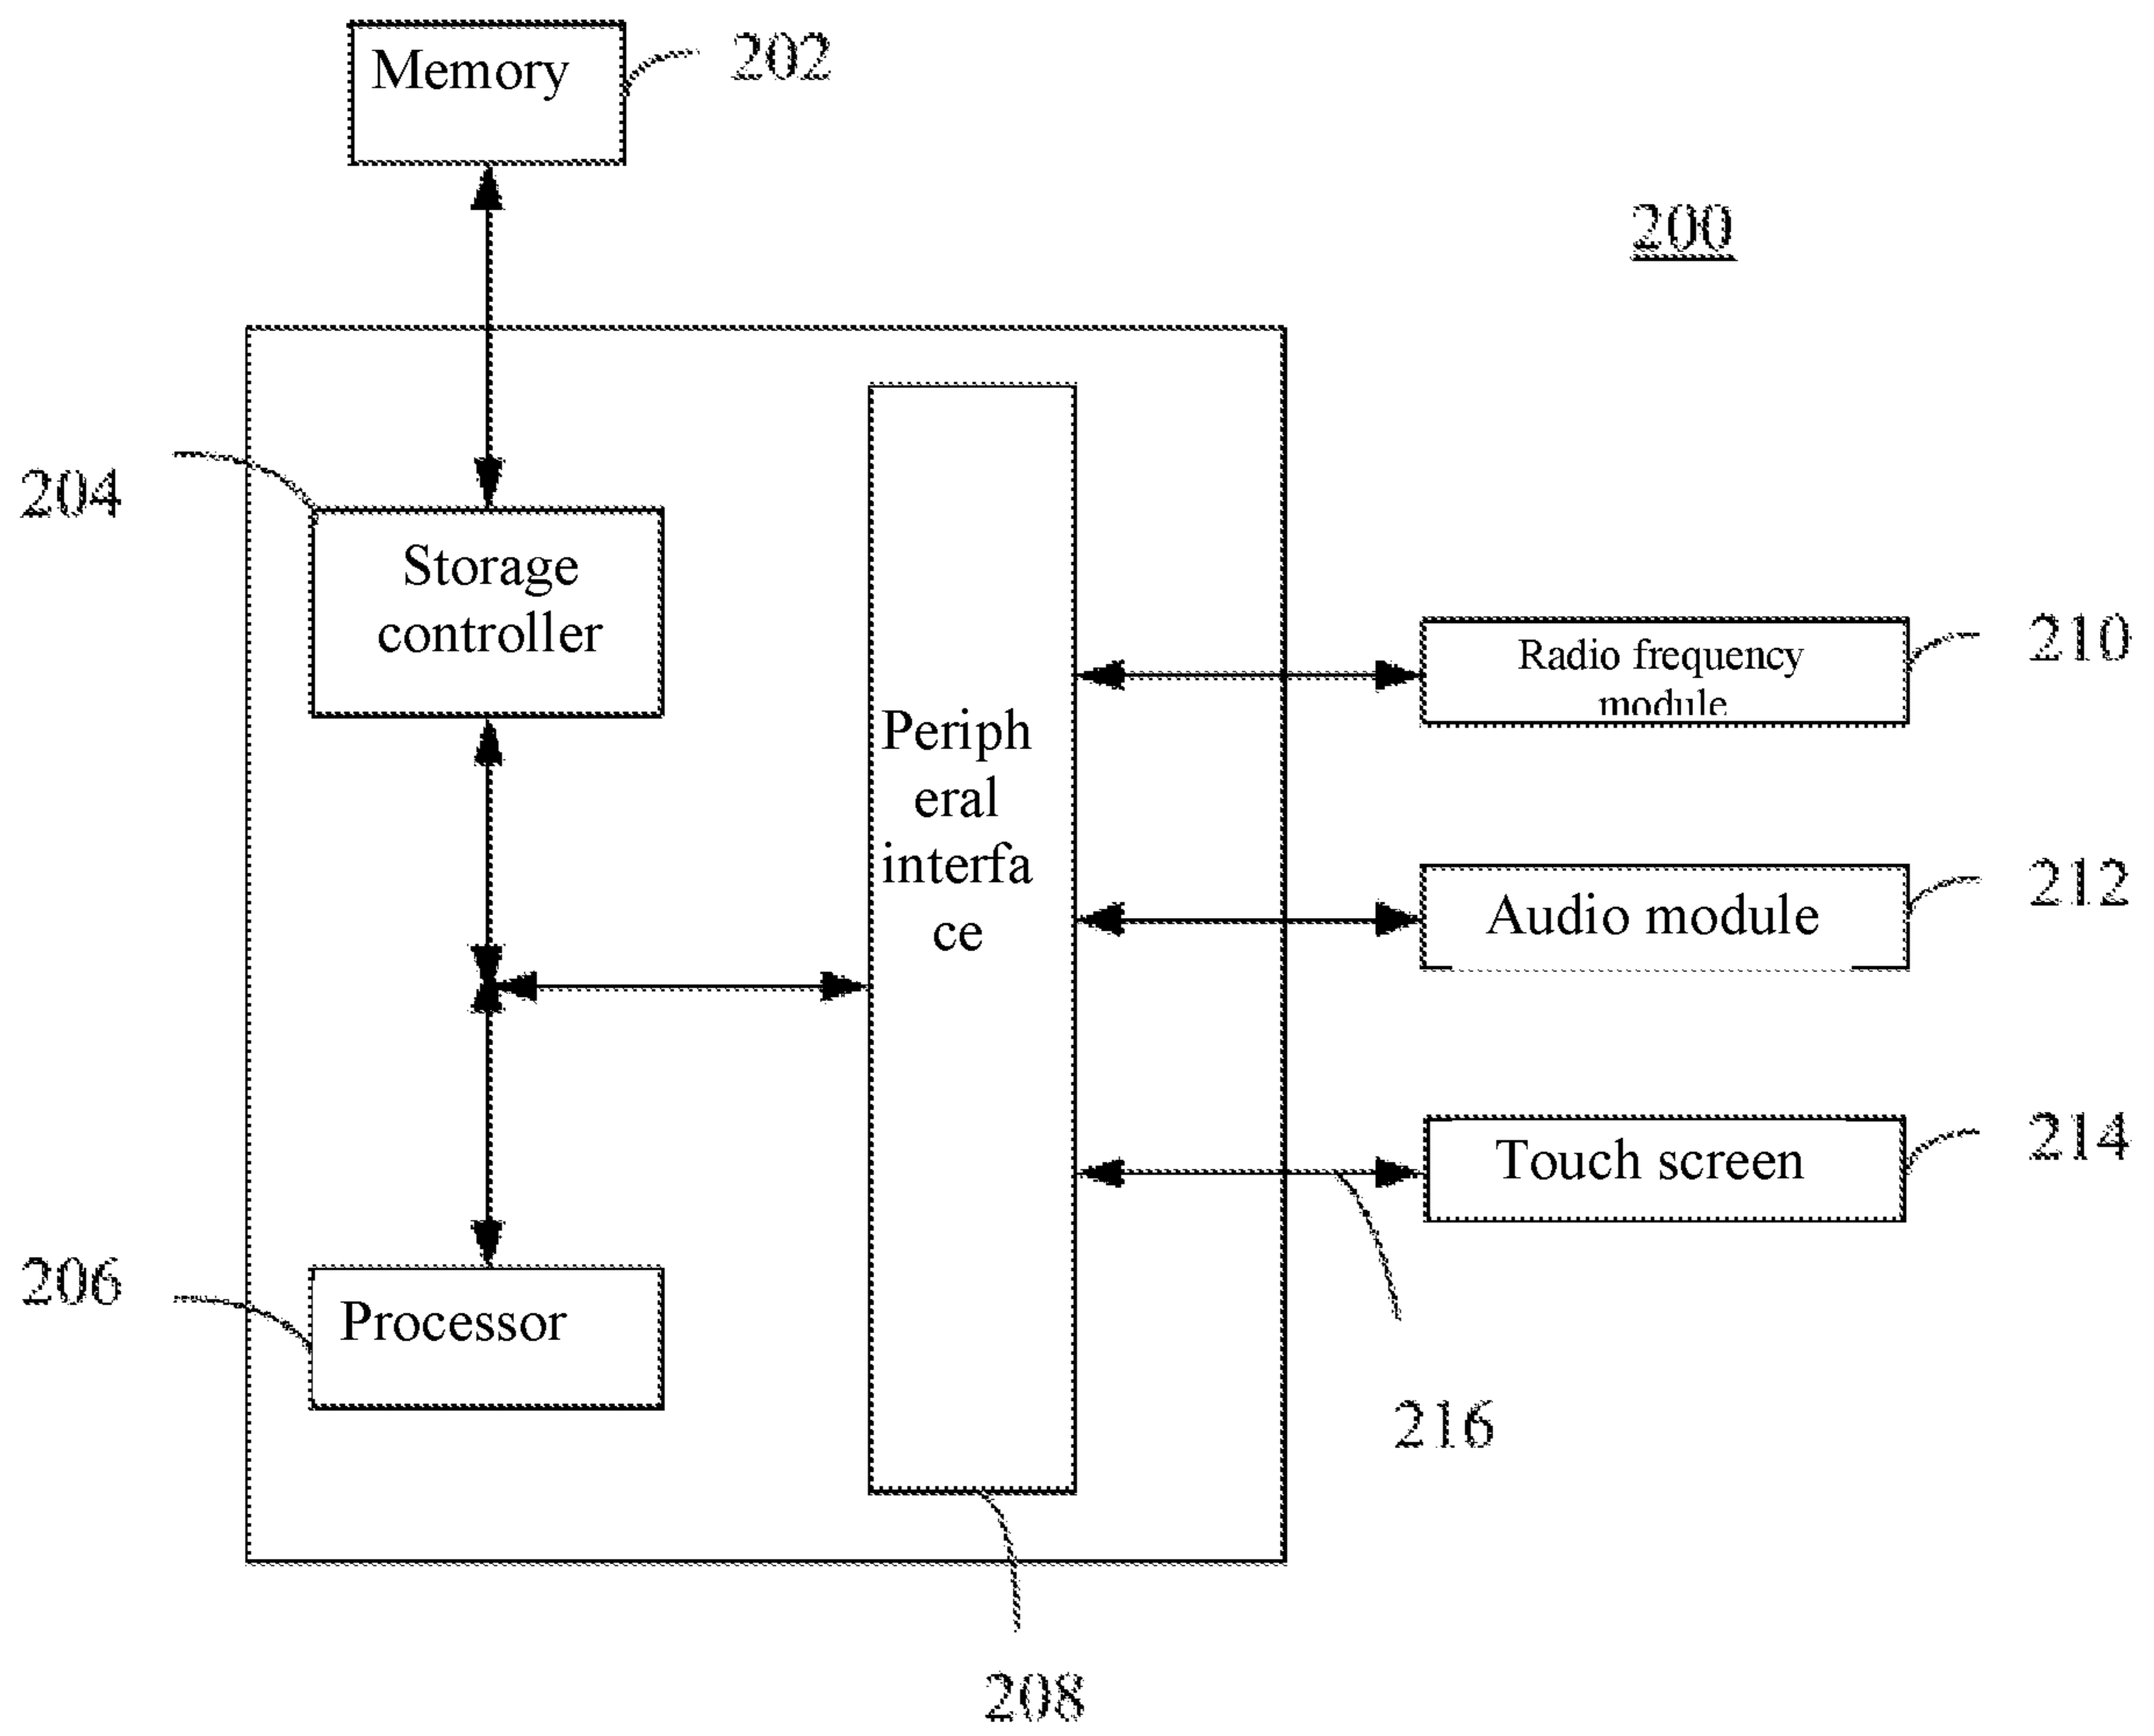 Memory
202
200
204
Storage
controller
Radio frequency
module
210
Periph
eral
interfa
ce
Audio module
212
Touch screen
214
206
Processor
216
208